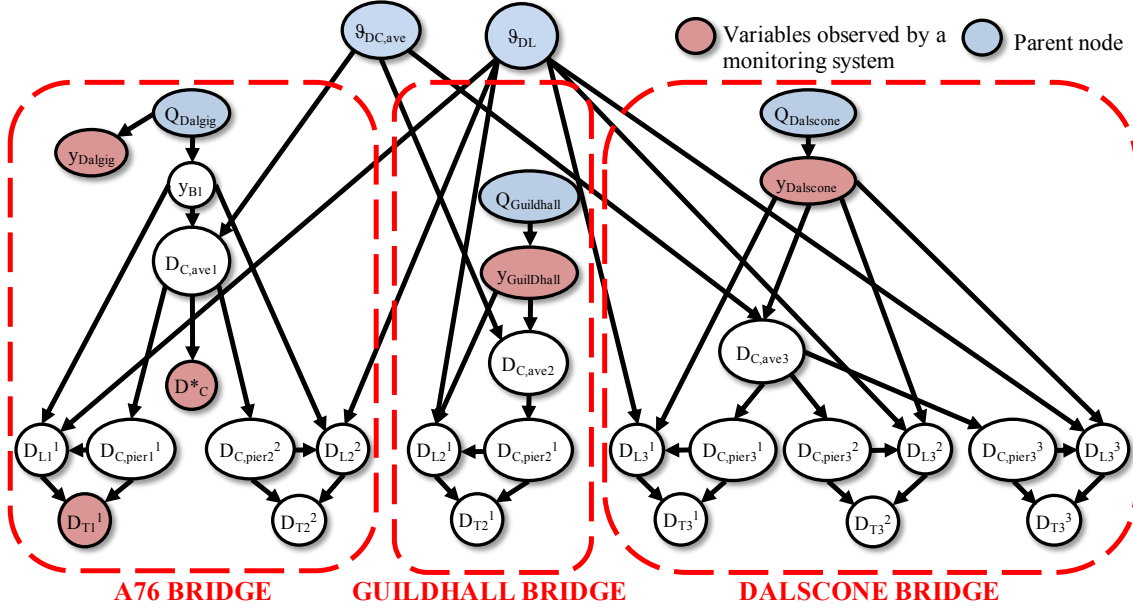 ϑDC,ave
ϑDL
Variables observed by a
monitoring system
Parent node
QDalgig
yDalgig
yB1
DC,ave1
D*C
DL1¹
DC,pier1¹
DC,pier2²
DL2²
DT1¹
DT2²
QGuildhall
yGuilDhall
DC,ave2
DL2¹
DC,pier2¹
DT2¹
QDalscone
yDalscone
DC,ave3
DL3¹
DC,pier3¹
DC,pier3²
DL3²
DC,pier3³
DL3³
DT3¹
DT3²
DT3³
A76 BRIDGE
GUILDHALL BRIDGE
DALSCONE BRIDGE